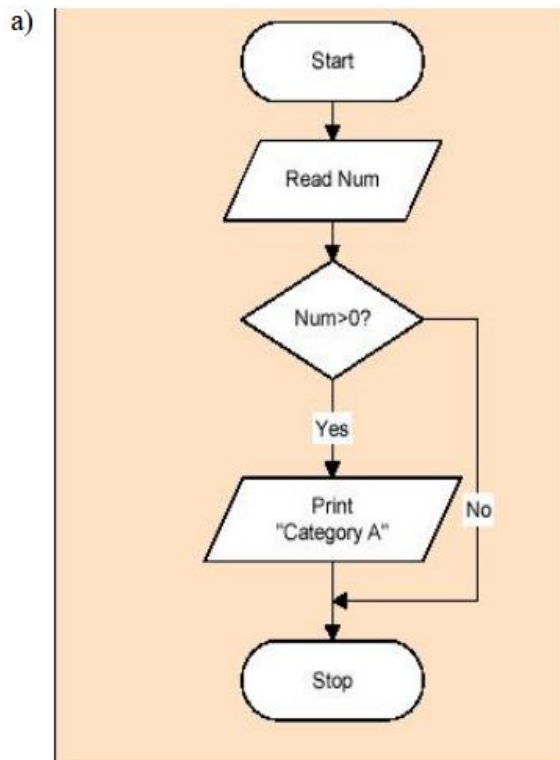 a)
Start
Read Num
Num>0?
Yes
Print
"Category A"
No
Stop